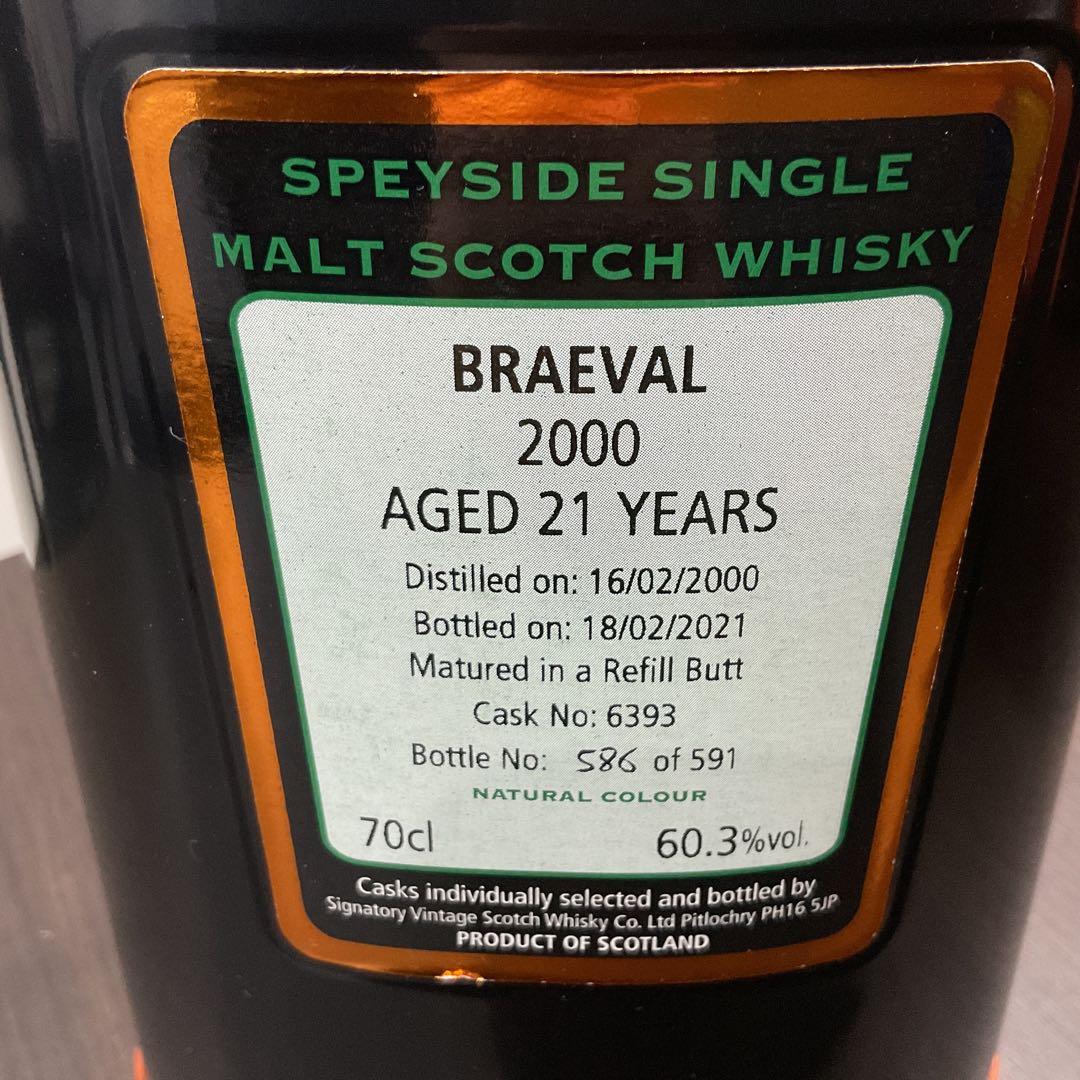 SPEYSIDE SINGLE
MALT SCOTCH WHISKY
BRAEVAL
2000
AGED 21 YEARS
Distilled on: 16/02/2000
Bottled on: 18/02/2021
Matured in a Refill Butt
Cask No: 6393
Bottle No: 586 of 591
NATURAL COLOUR
70cl 60.3%vol.
Casks individually selected and bottled by
Signatory Vintage Scotch Whisky Co. Ltd Pitlochry PH16 5JP
PRODUCT OF SCOTLAND